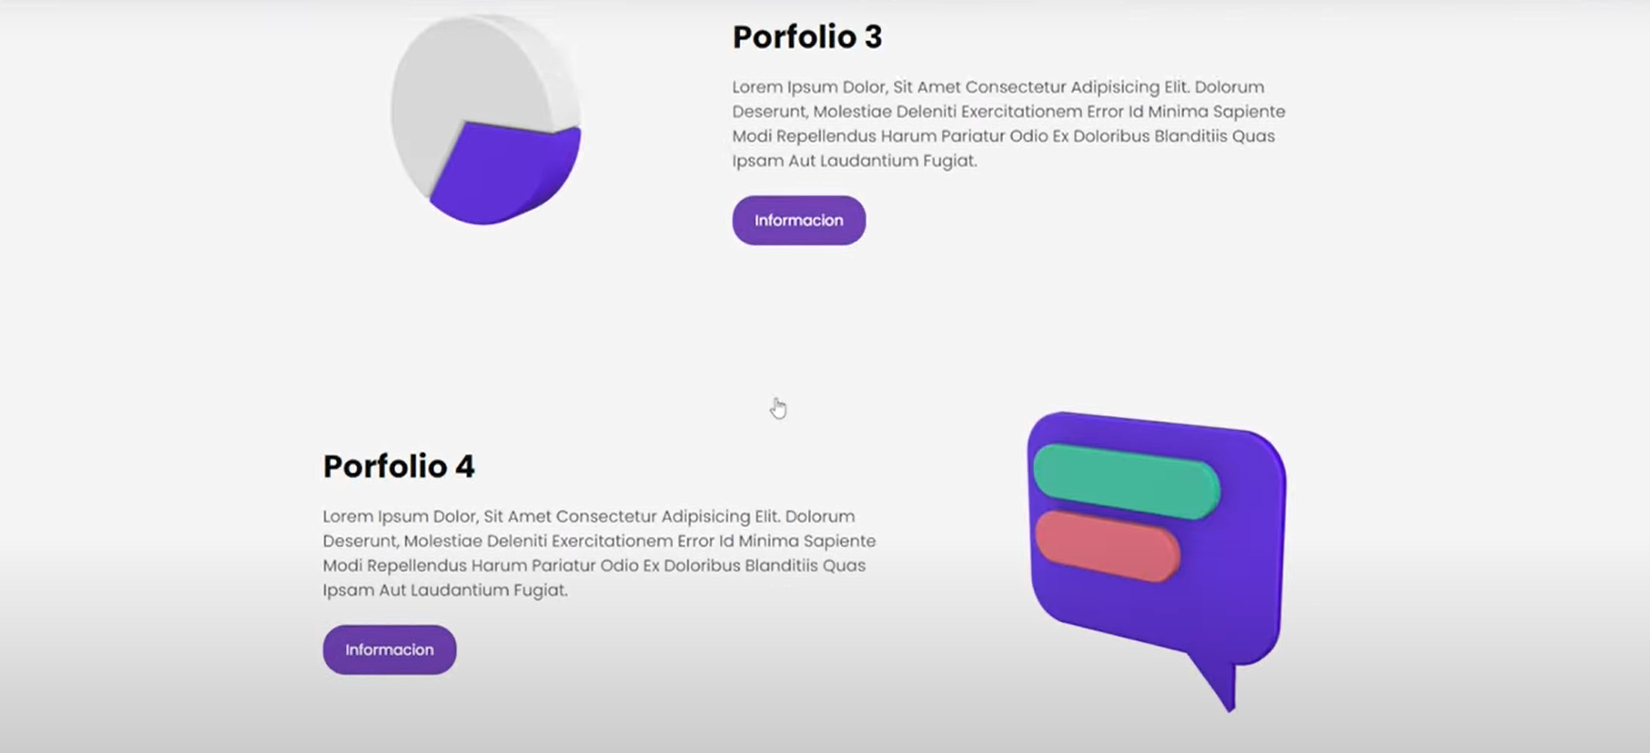 Porfolio 3
Lorem Ipsum Dolor, Sit Amet Consectetur Adipisicing Elit. Dolorum
Deserunt, Molestiae Deleniti Exercitationem Error Id Minima Sapiente
Modi Repellendus Harum Pariatur Odio Ex Doloribus Blanditiis Quas
Ipsam Aut Laudantium Fugiat.
Informacion
Porfolio 4
Lorem Ipsum Dolor, Sit Amet Consectetur Adipisicing Elit. Dolorum
Deserunt, Molestiae Deleniti Exercitationem Error Id Minima Sapiente
Modi Repellendus Harum Pariatur Odio Ex Doloribus Blanditiis Quas
Ipsam Aut Laudantium Fugiat.
Informacion